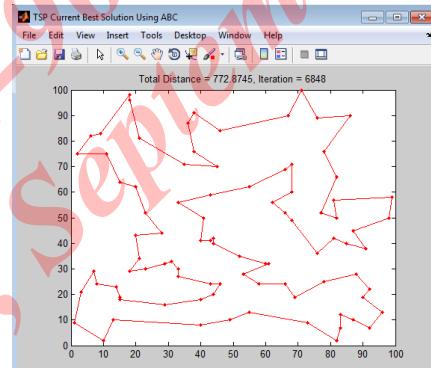 TSP Current Best Solution Using ABC
File Edit View Insert Tools Desktop Window Help
Total Distance = 772.8745, Iteration = 6848
100
90
80
70
60
50
40
30
20
10
0
0 10 20 30 40 50 60 70 80 90 100
Septem